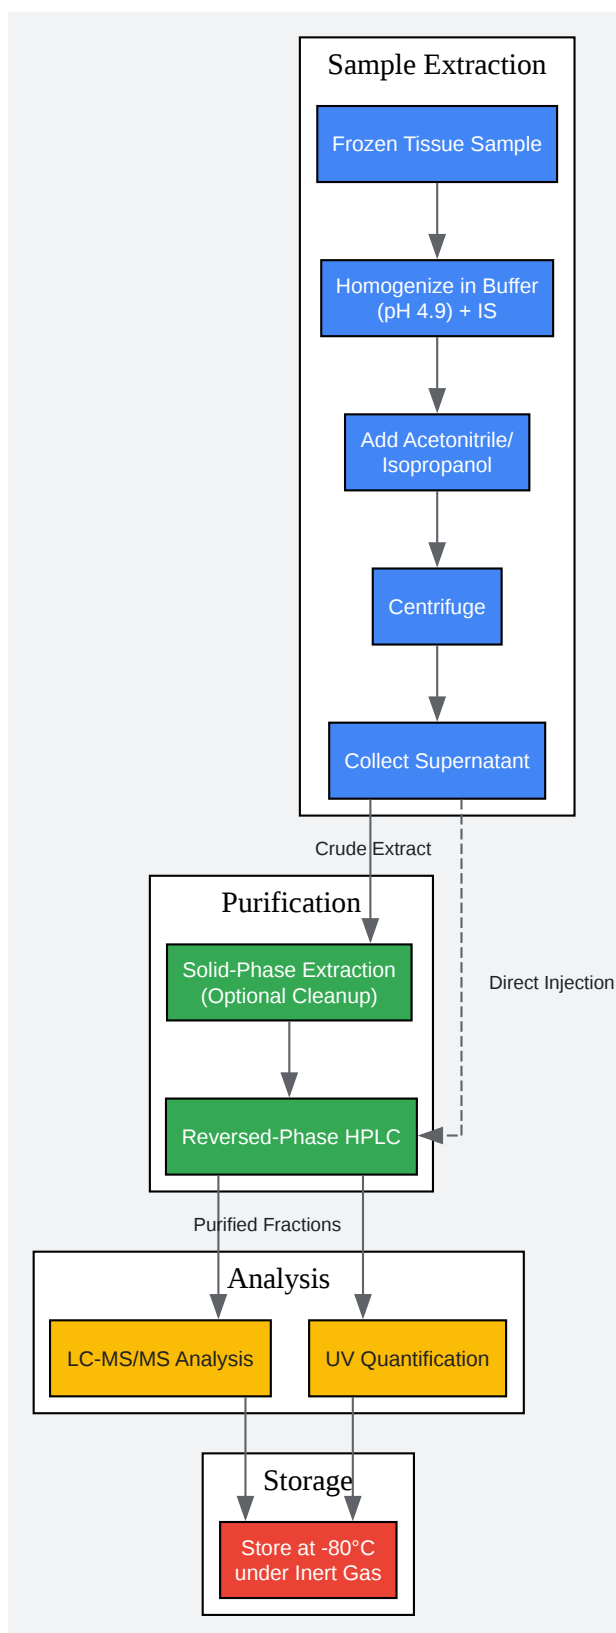 Sample Extraction
Frozen Tissue Sample
Homogenize in Buffer
(pH 4.9) + IS
Add Acetonitrile/
Isopropanol
Centrifuge
Collect Supernatant
Crude Extract
Purification
Solid-Phase Extraction
(Optional Cleanup)
Direct Injection
Reversed-Phase HPLC
Purified Fractions
Analysis
LC-MS/MS Analysis
UV Quantification
Storage
Store at -80°C
under Inert Gas